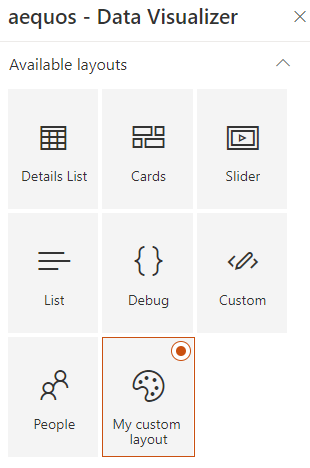 aequos - Data Visualizer
Available layouts
Details List
Cards
Slider
List
Debug
Custom
People
My custom
layout